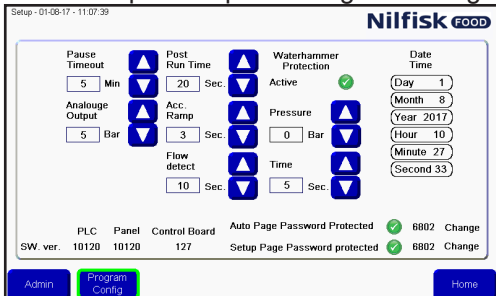 Setup - 01-08-17 - 11:07:39
Nilfisk FOOD
Pause Timeout
5 Min
Analouge Output
5 Bar
Post Run Time
20 Sec.
Acc. Ramp
3 Sec.
Flow detect
10 Sec.
Waterhammer Protection
Active
Pressure
0 Bar
Time
5 Sec.
Date Time
Day 1
Month 8
Year 2017
Hour 10
Minute 27
Second 33
PLC Panel Control Board
SW. ver. 10120 10120 127
Auto Page Password Protected 6802 Change
Setup Page Password protected 6802 Change
Admin
Program Config
Home